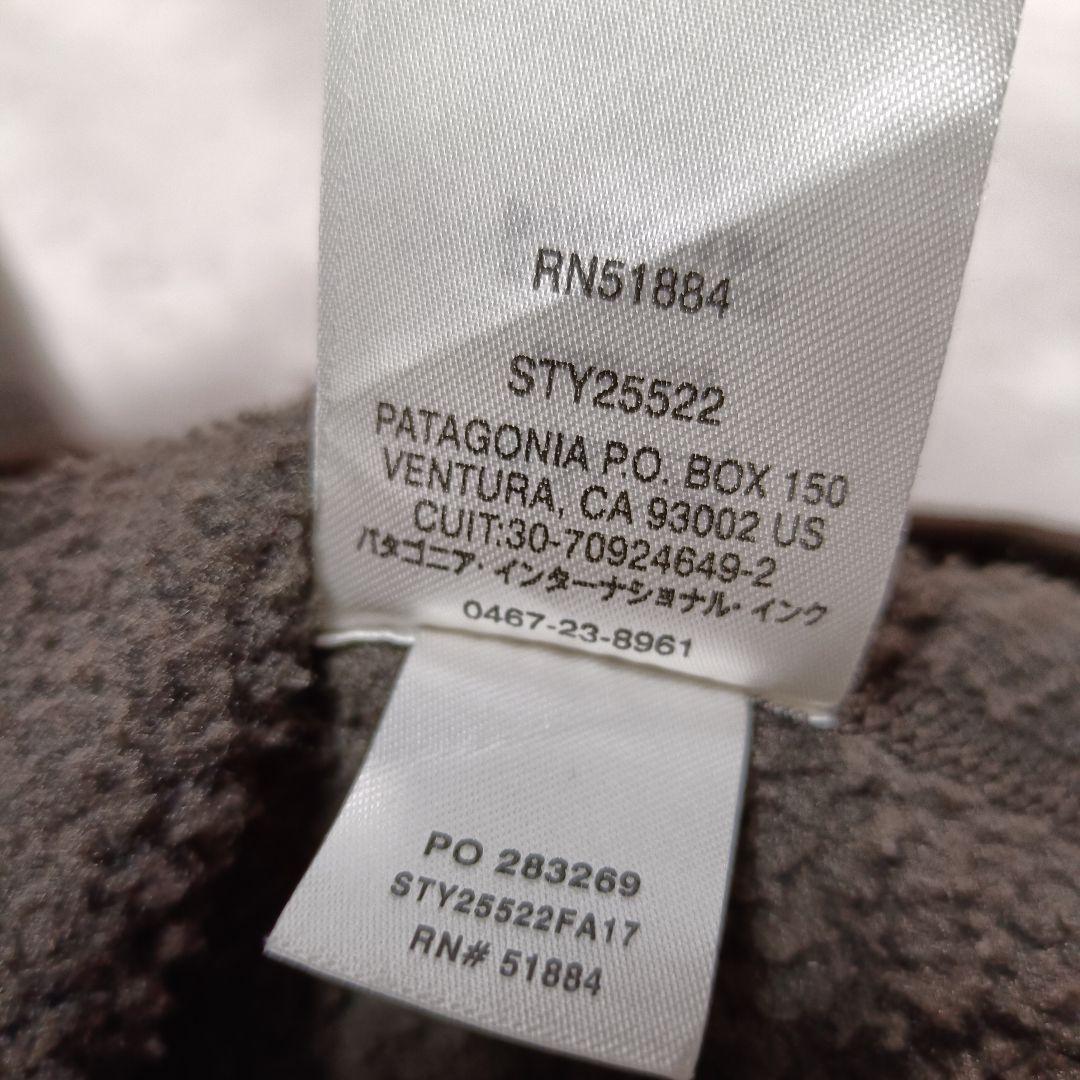 RN51884
STY25522
PATAGONIA P.O. BOX 150
VENTURA, CA 93002 US
CUIT:30-70924649-2
パタゴニア・インターナショナル・インク
0467-23-8961
PO 283269
STY25522FA17
RN# 51884